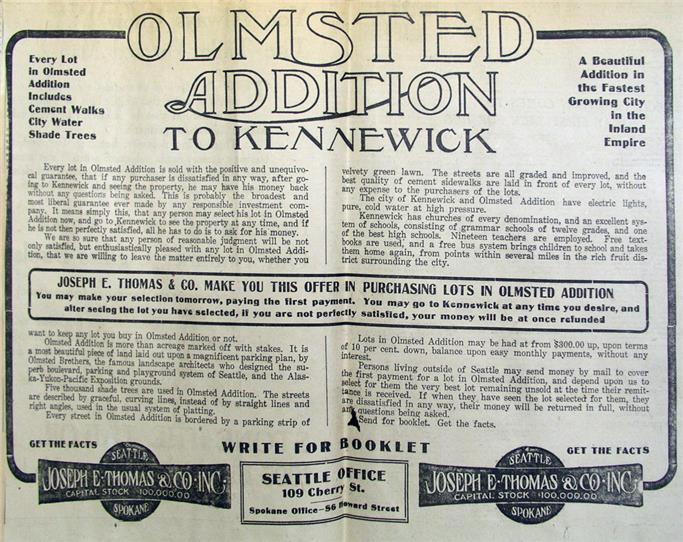 OLMSTED
ADDITION
TO KENNEWICK
Every Lot
in Olmsted
Addition
Includes
Cement Walks
City Water
Shade Trees
A Beautiful
Addition in
the Fastest
Growing City
in the
Inland
Empire
Every lot in Olmsted Addition is sold with the positive and unequivo-
cal guarantee, that if any purchaser is dissatisfied in any way, after go-
ing to Kennewick and seeing the property, he may have his money back
without any questions being asked. This is probably the broadest and
most liberal guarantee ever made by any responsible investment com-
pany. It means simply this, that any person may select his lot in Olmsted
Addition now, and go to Kennewick to see the property at any time, and if
he is not then perfectly satisfied, all he has to do is to ask for his money.
We are so sure that any person of reasonable judgment will be not
only satisfied, but enthusiastically pleased with any lot in Olmsted Addi-
tion, that we are willing to leave the matter entirely to you, whether you
velvety green lawn. The streets are all graded and improved, and the
best quality of cement sidewalks are laid in front of every lot, without
any expense to the purchasers of the lots.
The city of Kennewick and Olmsted Addition have electric lights,
pure, cold water at high pressure.
Kennewick has churches of every denomination, and an excellent sys-
tem of schools, consisting of grammar schools of twelve grades, and one
of the best high schools. Nineteen teachers are employed. Free text-
books are used, and a free bus system brings children to school and takes
them home again, from points within several miles in the rich fruit dis-
trict surrounding the city.
JOSEPH E. THOMAS & CO. MAKE YOU THIS OFFER IN PURCHASING LOTS IN OLMSTED ADDITION
You may make your selection tomorrow, paying the first payment. You may go to Kennewick at any time you desire, and
after seeing the lot you have selected, if you are not perfectly satisfied, your money will be at once refunded
want to keep any lot you buy in Olmsted Addition or not.
Olmsted Addition is more than acreage marked off with stakes. It is
a most beautiful piece of land laid out upon a magnificent parking plan, by
Olmsted Brothers, the famous landscape architects who designed the su-
perb boulevard, parking and playground system of Seattle, and the Alas-
ka-Yukon-Pacific Exposition grounds.
Five thousand shade trees are used in Olmsted Addition. The streets
are described by graceful, curving lines, instead of by straight lines and
right angles, used in the usual system of platting.
Every street in Olmsted Addition is bordered by a parking strip of
Lots in Olmsted Addition may be had at from $300.00 up, upon terms
of 10 per cent. down, balance upon easy monthly payments, without any
interest.
Persons living outside of Seattle may send money by mail to cover
the first payment for a lot in Olmsted Addition, and depend upon us to
select for them the very best lot remaining unsold at the time their remit-
tance is received. If when they have seen the lot selected for them, they
are dissatisfied in any way, their money will be returned in full, without
any questions being asked.
Send for booklet. Get the facts.
GET THE FACTS
WRITE FOR BOOKLET
GET THE FACTS
SEATTLE
JOSEPH E. THOMAS & CO. INC.
CAPITAL STOCK $100,000.00
SPOKANE
SEATTLE OFFICE
109 Cherry St.
Spokane Office—S6 Howard Street
SEATTLE
JOSEPH E. THOMAS & CO. INC.
CAPITAL STOCK $100,000.00
SPOKANE